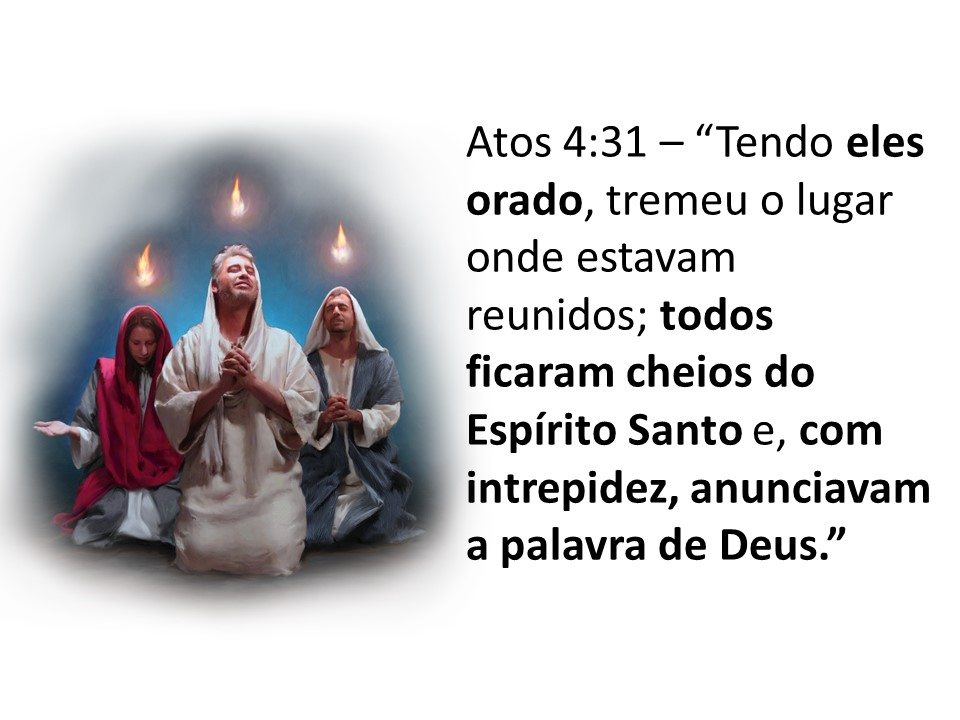 Atos 4:31 – “Tendo eles
orado, tremeu o lugar
onde estavam
reunidos; todos
ficaram cheios do
Espírito Santo e, com
intrepidez, anunciavam
a palavra de Deus.”